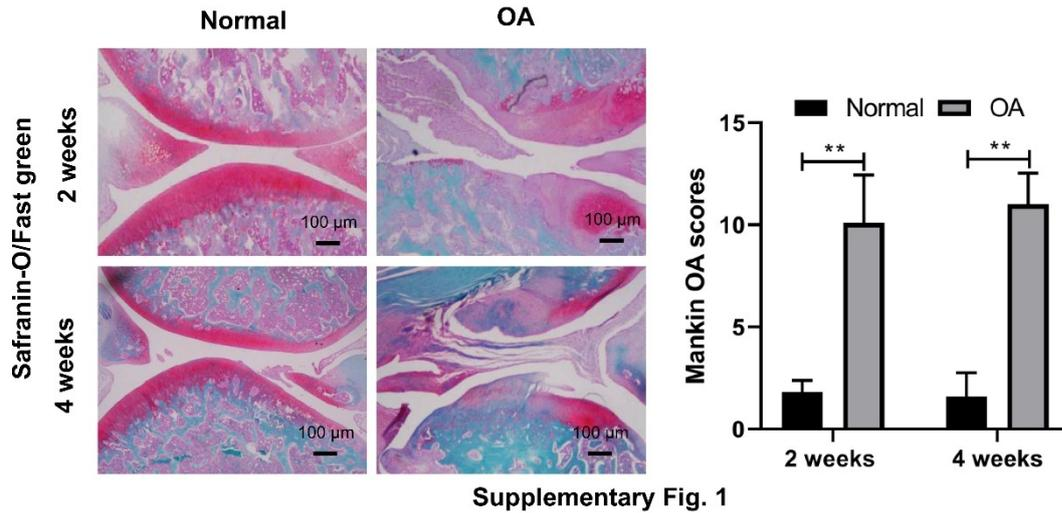 Normal
OA
Safranin-O/Fast green
2 weeks
100 µm
100 µm
4 weeks
100 µm
100 µm
Normal
OA
Mankin OA scores
15
10
5
0
**
**
2 weeks
4 weeks
Supplementary Fig. 1